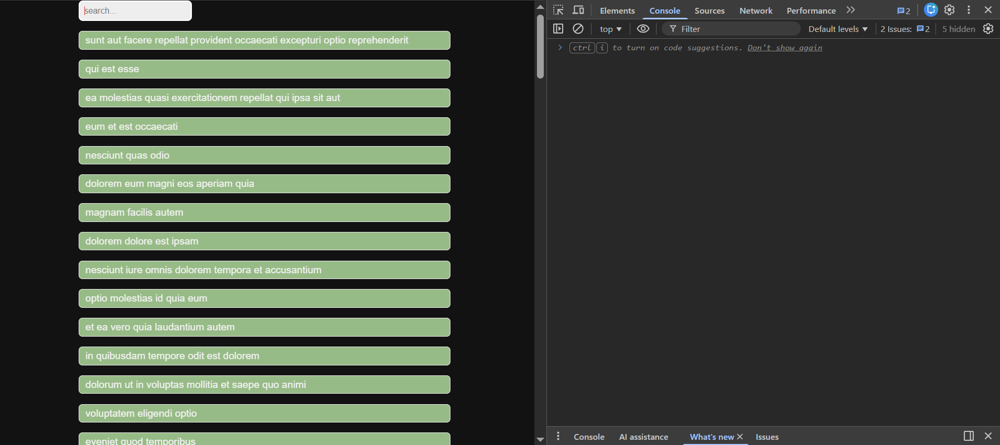 search...
sunt aut facere repellat provident occaecati excepturi optio reprehenderit
qui est esse
ea molestias quasi exercitationem repellat qui ipsa sit aut
eum et est occaecati
nesciunt quas odio
dolorem eum magni eos aperiam quia
magnam facilis autem
dolorem dolore est ipsam
nesciunt iure omnis dolorem tempora et accusantium
optio molestias id quia eum
et ea vero quia laudantium autem
in quibusdam tempore odit est dolorem
dolorum ut in voluptas mollitia et saepe quo animi
voluptatem eligendi optio
eveniet quod temporibus
Elements Console Sources Network Performance 2
top Filter Default levels 2 Issues: 2 5 hidden
ctrl i to turn on code suggestions. Don't show again
Console AI assistance What's new Issues